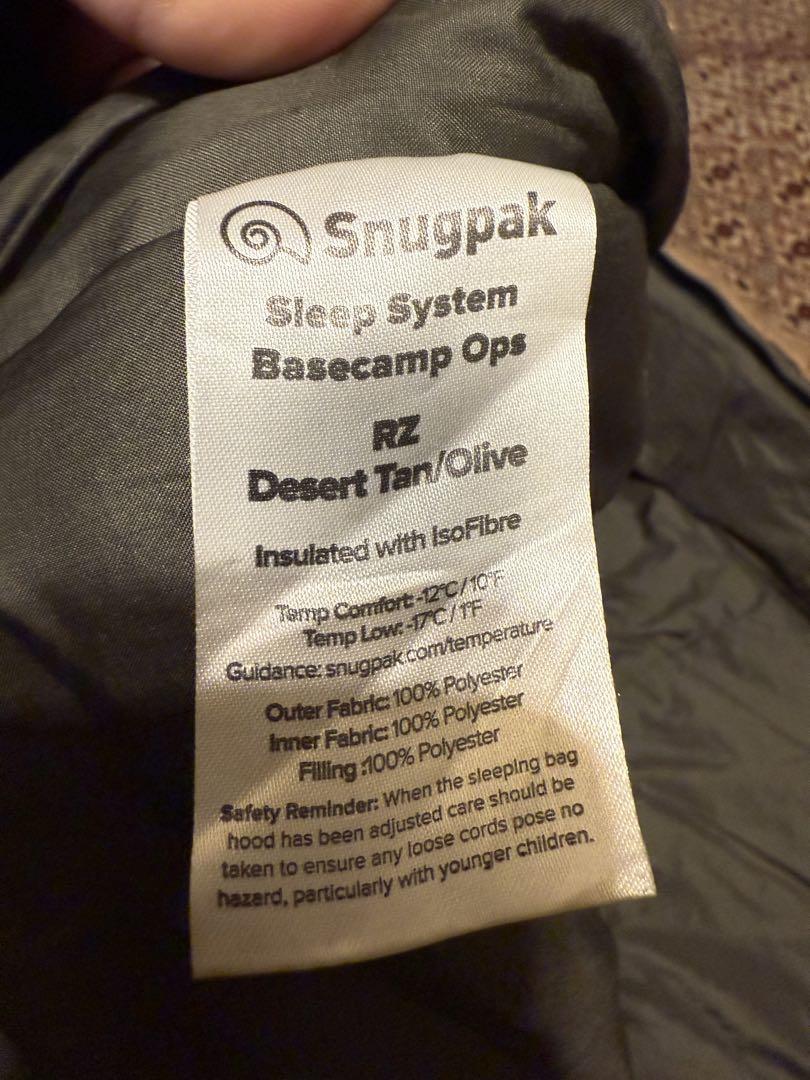 Snugpak
Sleep System
Basecamp Ops
RZ
Desert Tan/Olive
Insulated with IsoFibre
Temp Comfort: -12°C / 10°F
Temp Low: -17°C / 1°F
Guidance: snugpak.com/temperature
Outer Fabric: 100% Polyester
Inner Fabric: 100% Polyester
Filling :100% Polyester
Safety Reminder: When the sleeping bag
hood has been adjusted care should be
taken to ensure any loose cords pose no
hazard, particularly with younger children.